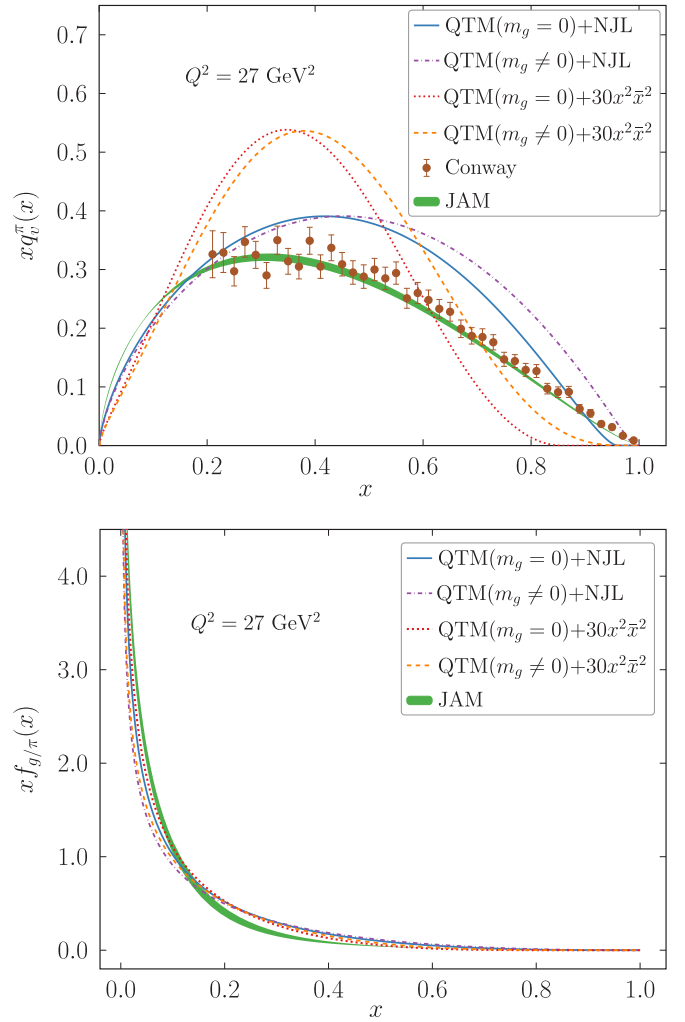 0.7
0.6
0.5
0.4
0.3
0.2
0.1
0.0
xq_v^π(x)
Q² = 27 GeV²
QTM(m_g = 0)+NJL
QTM(m_g ≠ 0)+NJL
QTM(m_g = 0)+30x²x̄²
QTM(m_g ≠ 0)+30x²x̄²
Conway
JAM
0.0 0.2 0.4 0.6 0.8 1.0
x
4.0
3.0
2.0
1.0
0.0
xf_{g/π}(x)
Q² = 27 GeV²
QTM(m_g = 0)+NJL
QTM(m_g ≠ 0)+NJL
QTM(m_g = 0)+30x²x̄²
QTM(m_g ≠ 0)+30x²x̄²
JAM
0.0 0.2 0.4 0.6 0.8 1.0
x